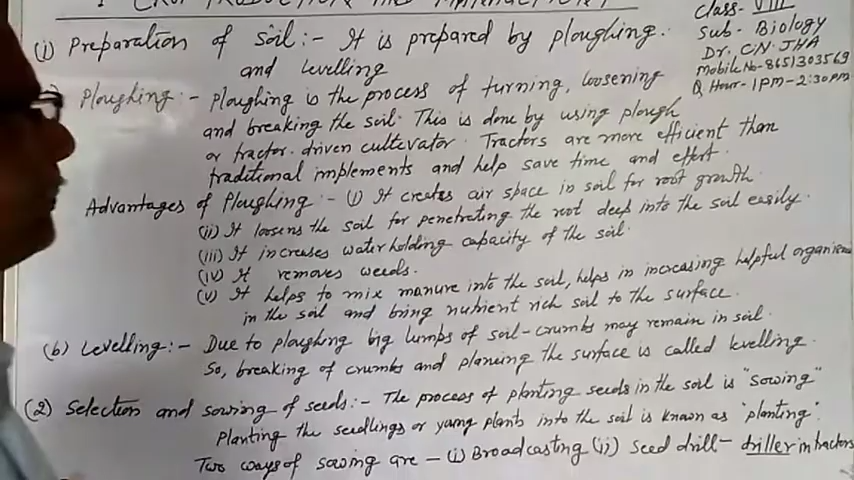 1 CROP PRODUCTION AND MANAGEMENT
Class- VIII
Sub- Biology
Dr. C.N. JHA
Mobile No- 8651303569
Q Hour- 1 PM - 2:30 PM
(i) Preparation of soil :- It is prepared by ploughing.
and levelling
Ploughing :- Ploughing is the process of turning, loosening
and breaking the soil. This is done by using plough
or tractor-driven cultivator. Tractors are more efficient than
traditional implements and help save time and effort.
Advantages of Ploughing :- (i) It creates air space in soil for root growth.
(ii) It loosens the soil for penetrating the root deep into the soil easily.
(iii) It increases water holding capacity of the soil.
(iv) It removes weeds.
(v) It helps to mix manure into the soil, helps in increasing helpful organisms
in the soil and bring nutrient rich soil to the surface.
(b) Levelling :- Due to ploughing big lumps of soil-crumbs may remain in soil.
So, breaking of crumbs and planeing the surface is called levelling.
(2) Selection and sowing of seeds :- The process of planting seeds in the soil is "sowing"
Planting the seedlings or young plants into the soil is known as "planting".
Two ways of sowing are - (i) Broadcasting (ii) Seed drill - driller in tractors